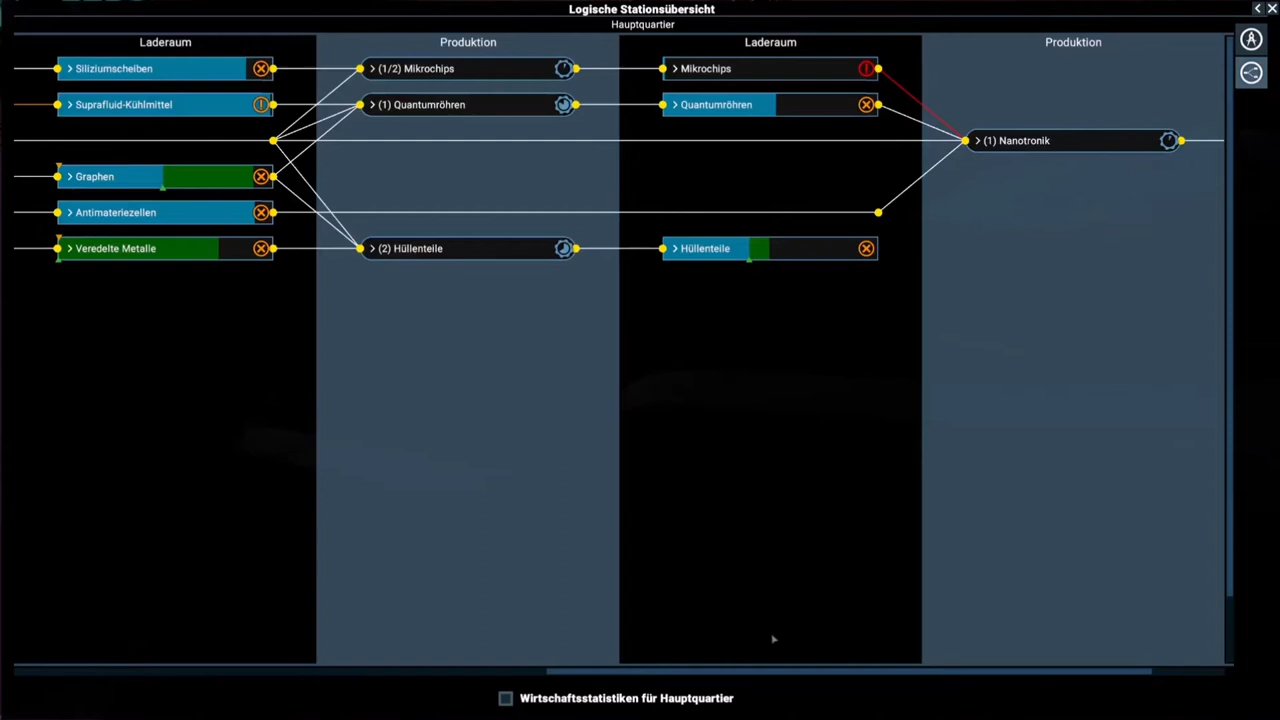 Logische Stationsübersicht
Hauptquartier
Laderaum Produktion Laderaum Produktion
Siliziumscheiben (1/2) Mikrochips Mikrochips
Suprafluid-Kühlmittel (1) Quantumröhren Quantumröhren
(1) Nanotronik
Graphen
Antimateriezellen
Veredelte Metalle (2) Hüllenteile Hüllenteile
Wirtschaftsstatistiken für Hauptquartier